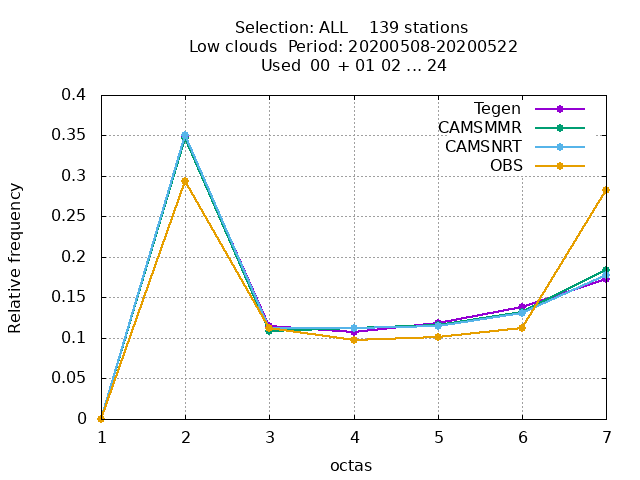 Selection: ALL    139 stations
Low clouds  Period: 20200508-20200522
Used  00 + 01 02 ... 24
Tegen
CAMSMMR
CAMSNRT
OBS
0.4
0.35
0.3
0.25
0.2
0.15
0.1
0.05
0
Relative frequency
1 2 3 4 5 6 7
octas